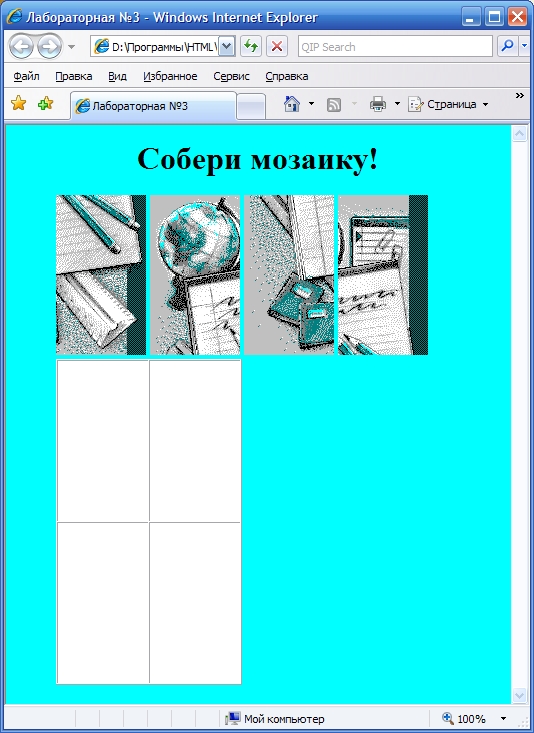 Лабораторная №3 - Windows Internet Explorer
D:\Программы\HTML\
QIP Search
Файл Правка Вид Избранное Сервис Справка
Лабораторная №3
Страница
»
Собери мозаику!
Мой компьютер
100%